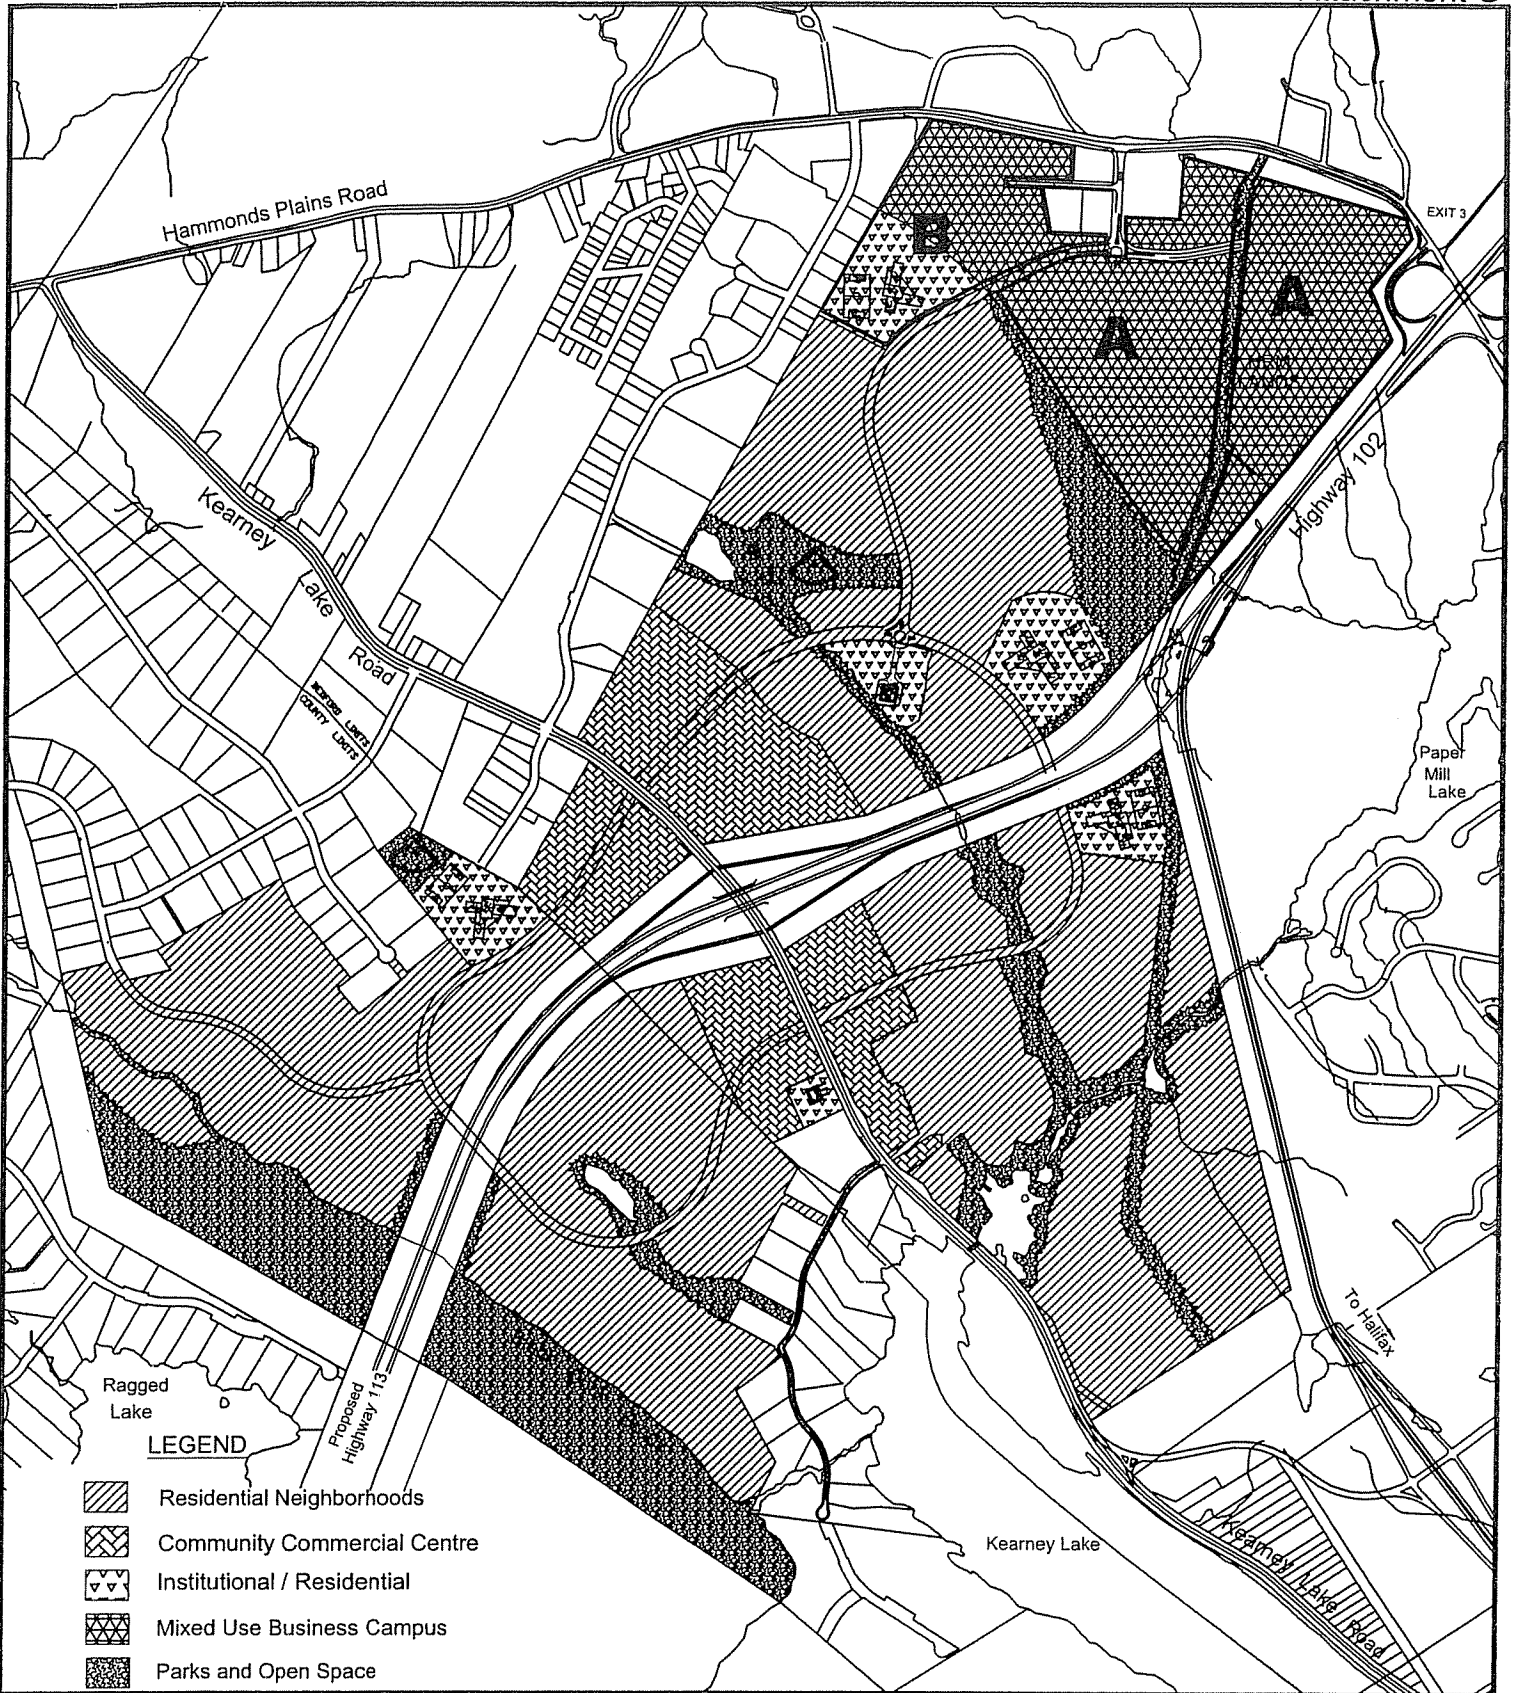 Hammonds Plains Road
EXIT 3
B
A
A
Highway 102
Kearney
Lake
Road
BEDFORD LIMITS
COUNTY LIMITS
Paper
Mill
Lake
To Halifax
Ragged
Lake
Proposed
Highway 113
Kearney Lake
Kearney Lake Road
LEGEND
Residential Neighborhoods
Community Commercial Centre
Institutional / Residential
Mixed Use Business Campus
Parks and Open Space